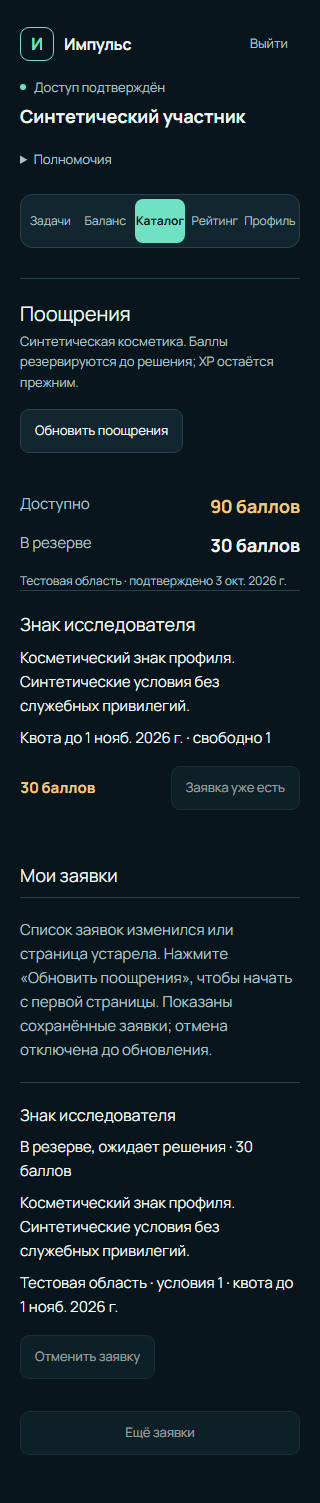 И Импульс
Выйти
Доступ подтверждён
Синтетический участник
Полномочия
Задачи Баланс Каталог Рейтинг Профиль
Поощрения
Синтетическая косметика. Баллы
резервируются до решения; XP остаётся
прежним.
Обновить поощрения
Доступно 90 баллов
В резерве 30 баллов
Тестовая область · подтверждено 3 окт. 2026 г.
Знак исследователя
Косметический знак профиля.
Синтетические условия без
служебных привилегий.
Квота до 1 нояб. 2026 г. · свободно 1
30 баллов Заявка уже есть
Мои заявки
Список заявок изменился или
страница устарела. Нажмите
«Обновить поощрения», чтобы начать
с первой страницы. Показаны
сохранённые заявки; отмена
отключена до обновления.
Знак исследователя
В резерве, ожидает решения · 30
баллов
Косметический знак профиля.
Синтетические условия без
служебных привилегий.
Тестовая область · условия 1 · квота до
1 нояб. 2026 г.
Отменить заявку
Ещё заявки